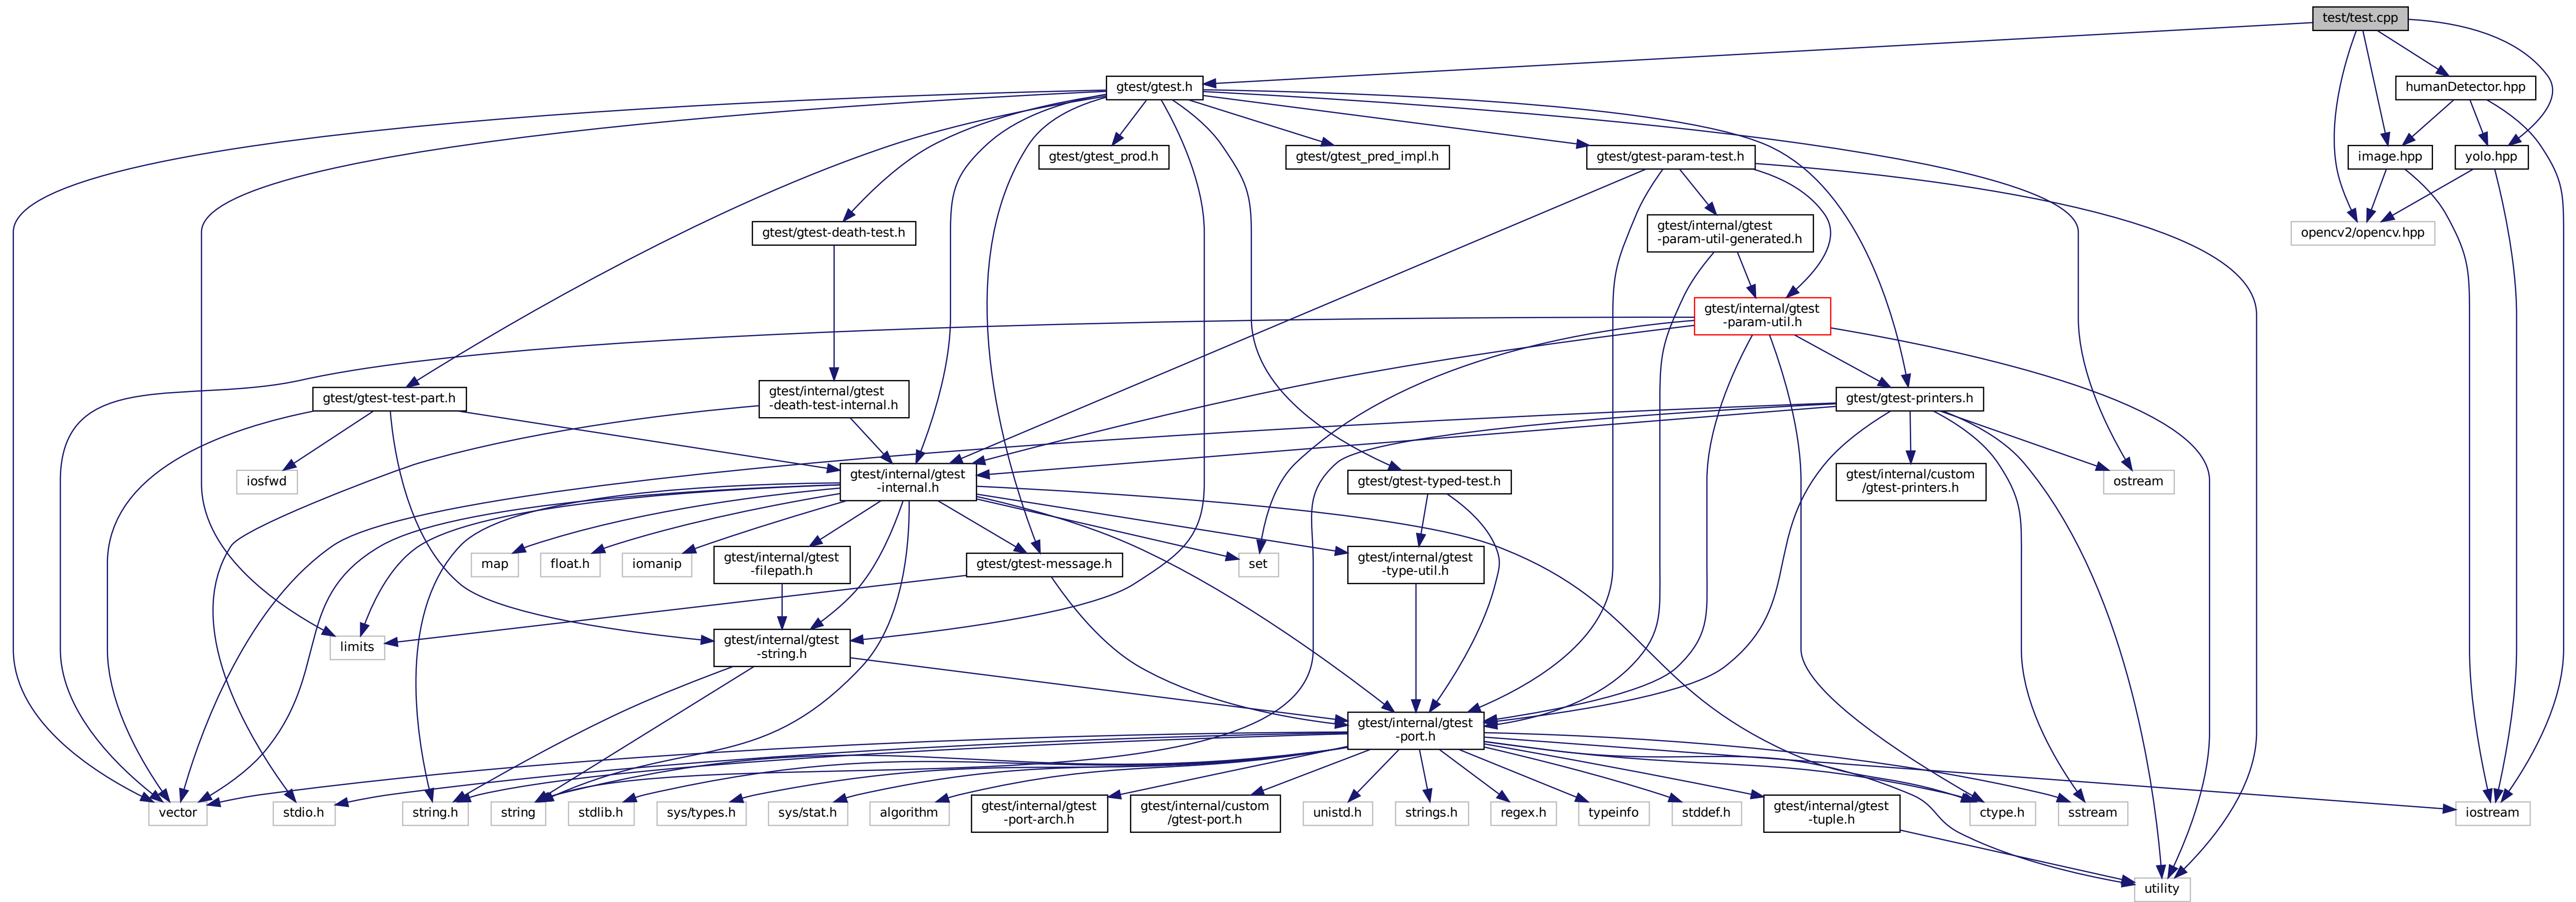 test/test.cpp
gtest/gtest.h
humanDetector.hpp
gtest/gtest_prod.h
gtest/gtest_pred_impl.h
gtest/gtest-param-test.h
image.hpp
yolo.hpp
gtest/gtest-death-test.h
gtest/internal/gtest
-param-util-generated.h
opencv2/opencv.hpp
gtest/internal/gtest
-param-util.h
gtest/gtest-test-part.h
gtest/internal/gtest
-death-test-internal.h
gtest/gtest-printers.h
iosfwd
gtest/internal/gtest
-internal.h
gtest/gtest-typed-test.h
gtest/internal/custom
/gtest-printers.h
ostream
map
float.h
iomanip
gtest/internal/gtest
-filepath.h
gtest/gtest-message.h
set
gtest/internal/gtest
-type-util.h
limits
gtest/internal/gtest
-string.h
gtest/internal/gtest
-port.h
vector
stdio.h
string.h
string
stdlib.h
sys/types.h
sys/stat.h
algorithm
gtest/internal/gtest
-port-arch.h
gtest/internal/custom
/gtest-port.h
unistd.h
strings.h
regex.h
typeinfo
stddef.h
gtest/internal/gtest
-tuple.h
ctype.h
sstream
iostream
utility